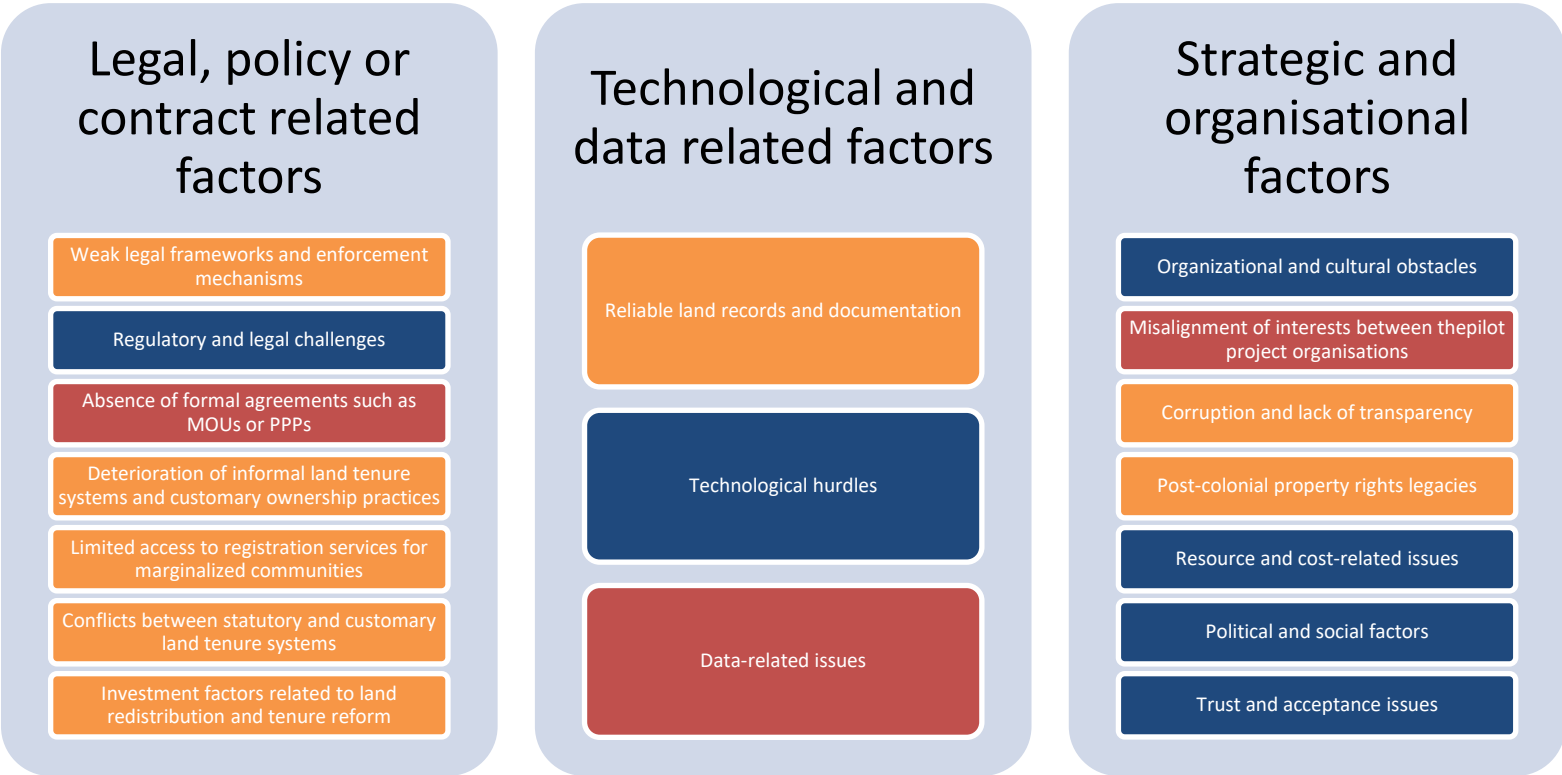 Legal, policy or
contract related
factors
Weak legal frameworks and enforcement
mechanisms
Regulatory and legal challenges
Absence of formal agreements such as
MOUs or PPPs
Deterioration of informal land tenure
systems and customary ownership practices
Limited access to registration services for
marginalized communities
Conflicts between statutory and customary
land tenure systems
Investment factors related to land
redistribution and tenure reform
Technological and
data related factors
Reliable land records and documentation
Technological hurdles
Data-related issues
Strategic and
organisational
factors
Organizational and cultural obstacles
Misalignment of interests between thepilot
project organisations
Corruption and lack of transparency
Post-colonial property rights legacies
Resource and cost-related issues
Political and social factors
Trust and acceptance issues